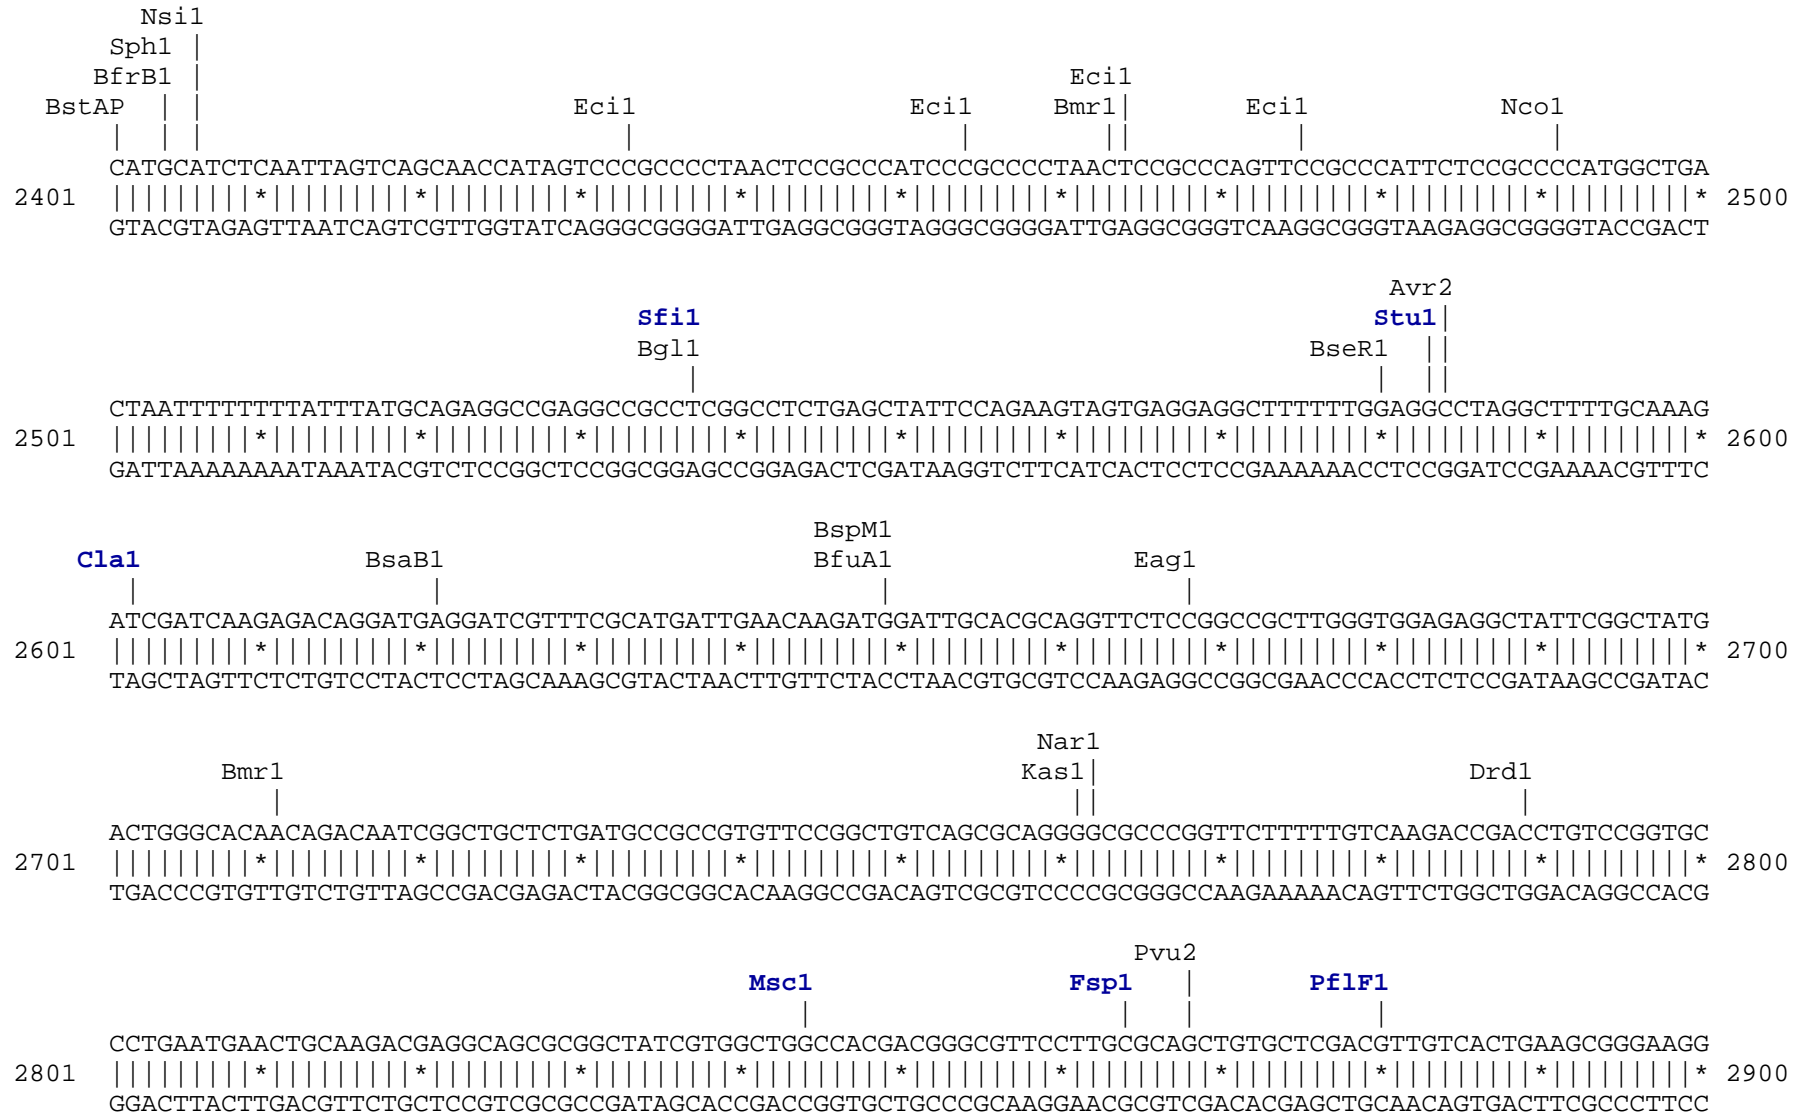 Nsi1
Sph1 |
BfrB1 | Eci1
BstAP | | Eci1 Eci1 Bmr1| Eci1 Nco1
| | | | | || | |
CATGCATCTCAATTAGTCAGCAACCATAGTCCCGCCCCTAACTCCGCCCATCCCGCCCCTAACTCCGCCCAGTTCCGCCCATTCTCCGCCCCATGGCTGA
2401 |||||||||*|||||||||*|||||||||*|||||||||*|||||||||*|||||||||*|||||||||*|||||||||*|||||||||*|||||||||* 2500
GTACGTAGAGTTAATCAGTCGTTGGTATCAGGGCGGGGATTGAGGCGGGTAGGGCGGGGATTGAGGCGGGTCAAGGCGGGTAAGAGGCGGGGTACCGACT
Avr2
Sfi1 Stu1|
Bgl1 BseR1 ||
| | ||
CTAATTTTTTTTATTTATGCAGAGGCCGAGGCCGCCTCGGCCTCTGAGCTATTCCAGAAGTAGTGAGGAGGCTTTTTTGGAGGCCTAGGCTTTTGCAAAG
2501 |||||||||*|||||||||*|||||||||*|||||||||*|||||||||*|||||||||*|||||||||*|||||||||*|||||||||*|||||||||* 2600
GATTAAAAAAAATAAATACGTCTCCGGCTCCGGCGGAGCCGGAGACTCGATAAGGTCTTCATCACTCCTCCGAAAAAACCTCCGGATCCGAAAACGTTTC
BspM1
Cla1 BsaB1 BfuA1 Eag1
| | | |
ATCGATCAAGAGACAGGATGAGGATCGTTTCGCATGATTGAACAAGATGGATTGCACGCAGGTTCTCCGGCCGCTTGGGTGGAGAGGCTATTCGGCTATG
2601 |||||||||*|||||||||*|||||||||*|||||||||*|||||||||*|||||||||*|||||||||*|||||||||*|||||||||*|||||||||* 2700
TAGCTAGTTCTCTGTCCTACTCCTAGCAAAGCGTACTAACTTGTTCTACCTAACGTGCGTCCAAGAGGCCGGCGAACCCACCTCTCCGATAAGCCGATAC
Nar1
Bmr1 Kas1| Drd1
| || |
ACTGGGCACAACAGACAATCGGCTGCTCTGATGCCGCCGTGTTCCGGCTGTCAGCGCAGGGGCGCCCGGTTCTTTTTGTCAAGACCGACCTGTCCGGTGC
2701 |||||||||*|||||||||*|||||||||*|||||||||*|||||||||*|||||||||*|||||||||*|||||||||*|||||||||*|||||||||* 2800
TGACCCGTGTTGTCTGTTAGCCGACGAGACTACGGCGGCACAAGGCCGACAGTCGCGTCCCCGCGGGCCAAGAAAAACAGTTCTGGCTGGACAGGCCACG
Pvu2
Msc1 Fsp1 | PflF1
| | | |
CCTGAATGAACTGCAAGACGAGGCAGCGCGGCTATCGTGGCTGGCCACGACGGGCGTTCCTTGCGCAGCTGTGCTCGACGTTGTCACTGAAGCGGGAAGG
2801 |||||||||*|||||||||*|||||||||*|||||||||*|||||||||*|||||||||*|||||||||*|||||||||*|||||||||*|||||||||* 2900
GGACTTACTTGACGTTCTGCTCCGTCGCGCCGATAGCACCGACCGGTGCTGCCCGCAAGGAACGCGTCGACACGAGCTGCAACAGTGACTTCGCCCTTCC